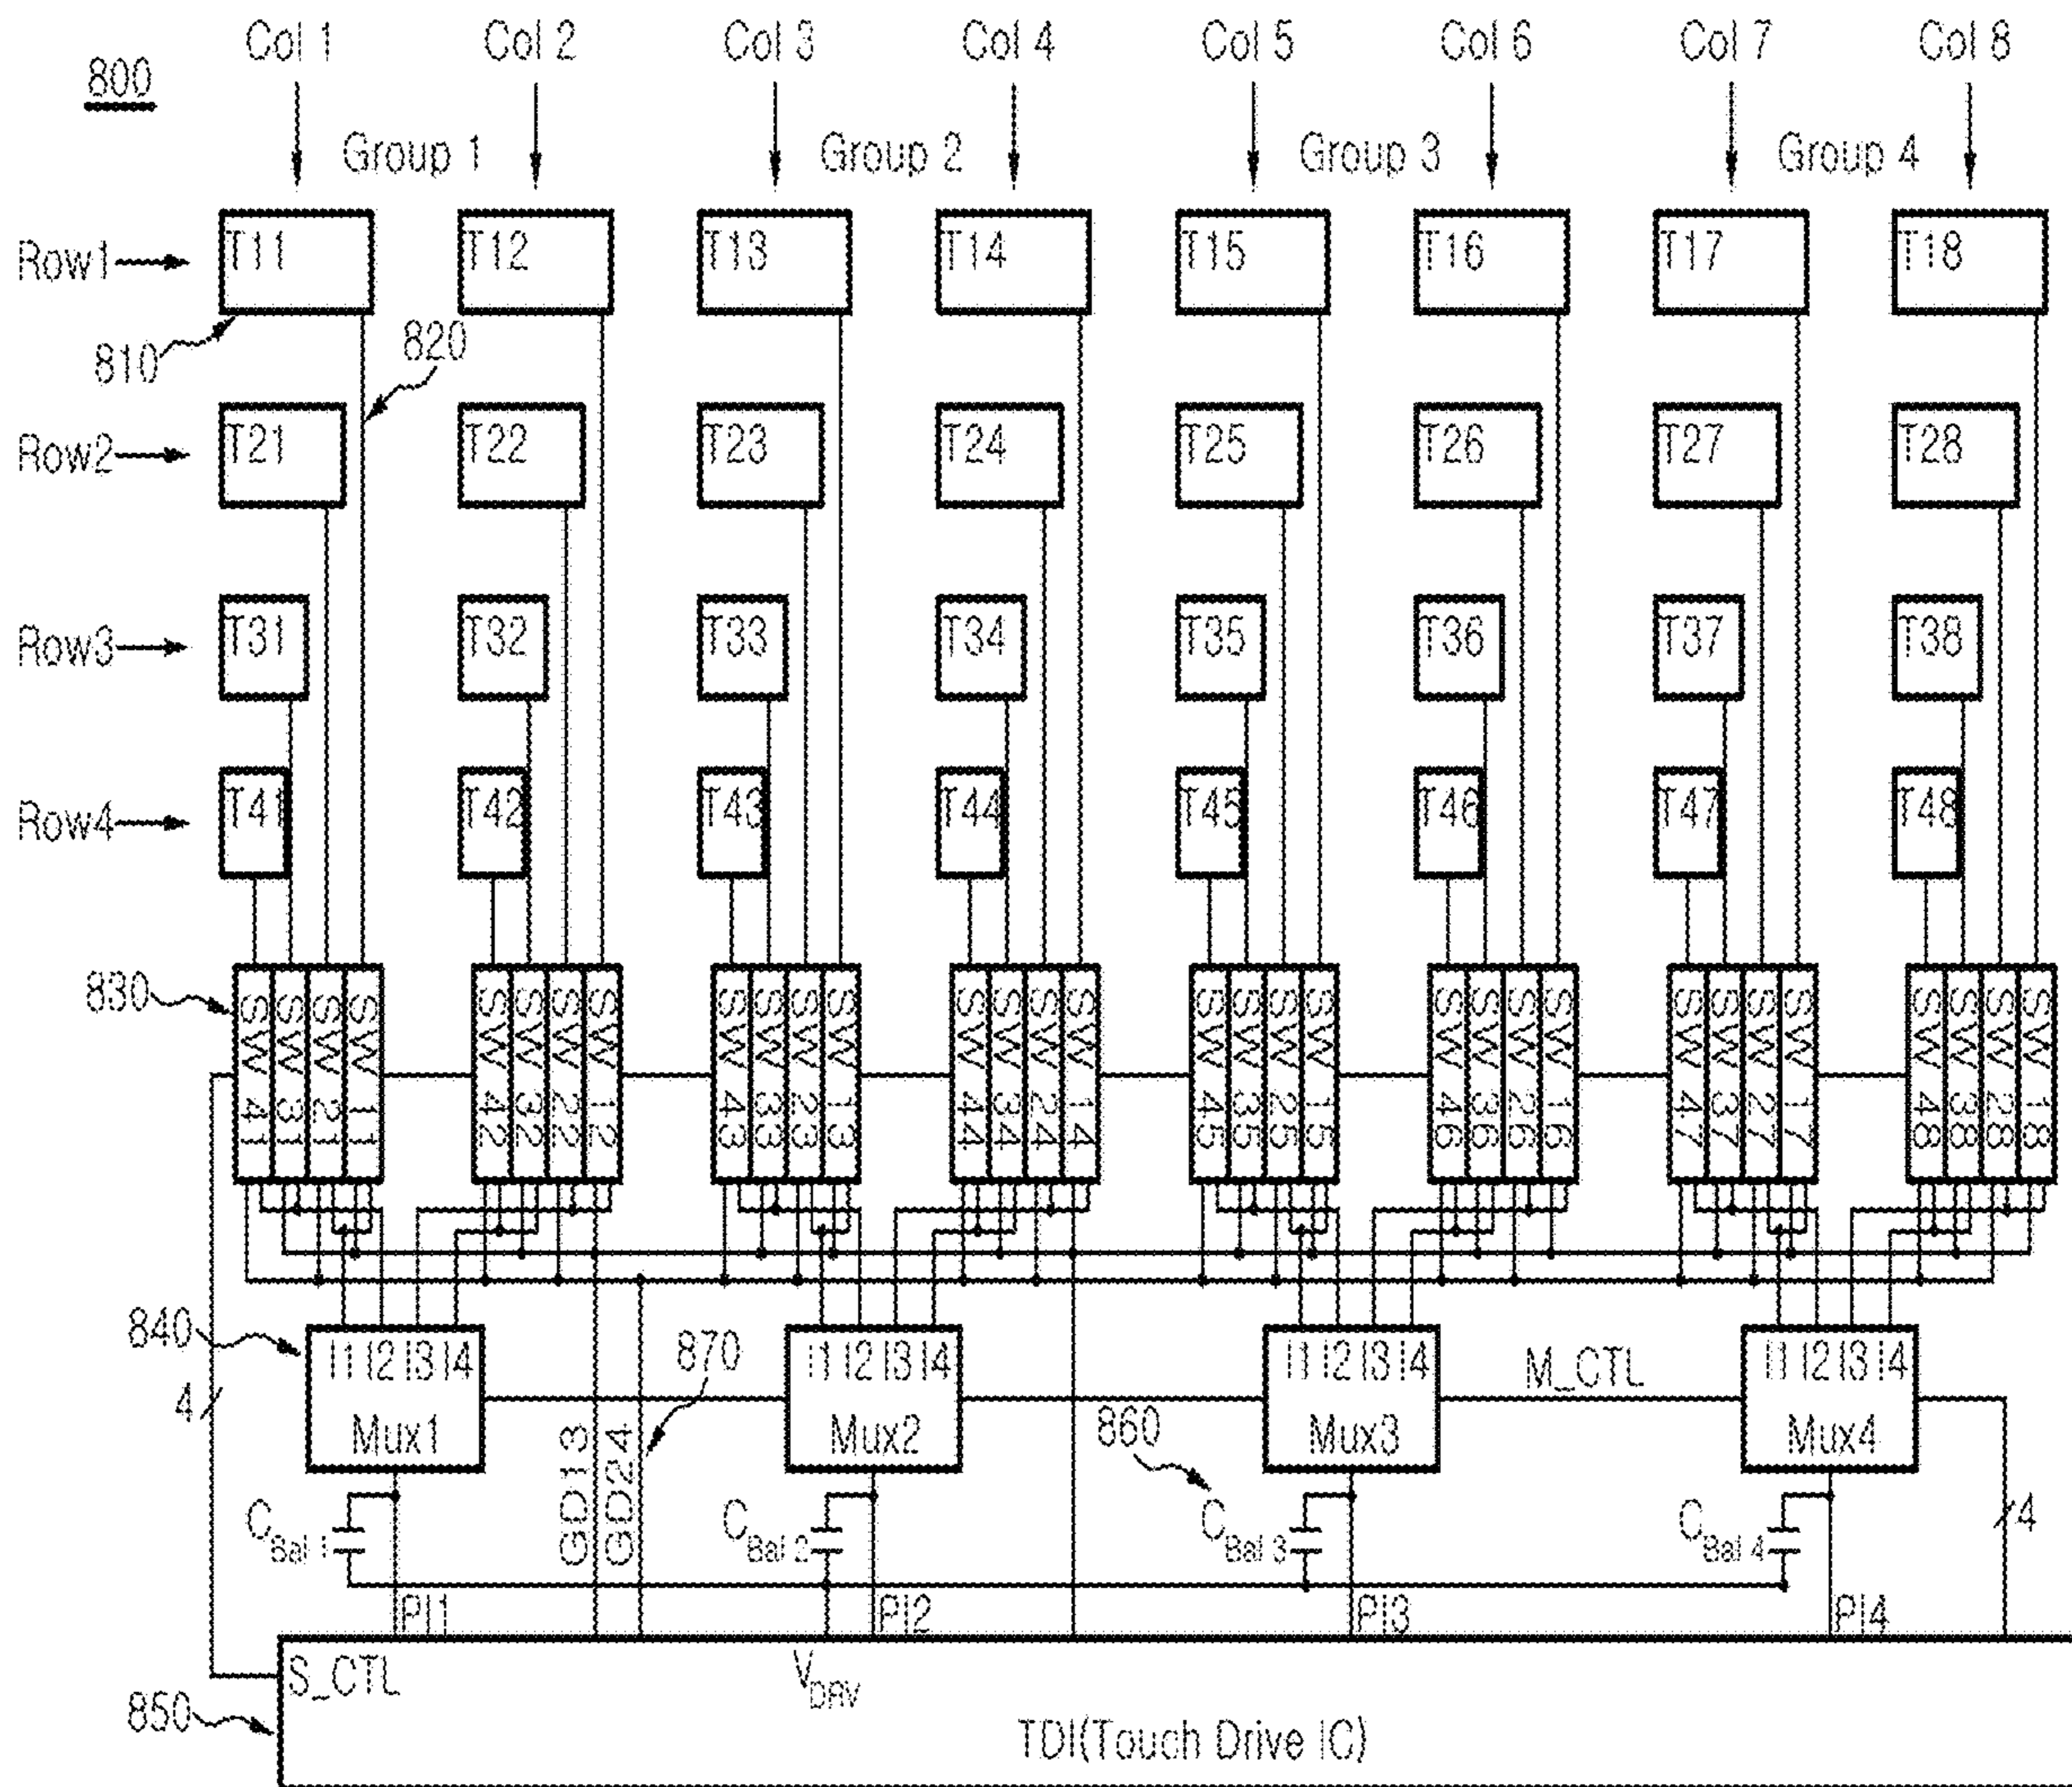 800
Col 1 Col 2 Col 3 Col 4 Col 5 Col 6 Col 7 Col 8
Group 1 Group 2 Group 3 Group 4
Row1 T11 T12 T13 T14 T15 T16 T17 T18
810 820
Row2 T21 T22 T23 T24 T25 T26 T27 T28
Row3 T31 T32 T33 T34 T35 T36 T37 T38
Row4 T41 T42 T43 T44 T45 T46 T47 T48
830
SW 41 SW 31 SW 21 SW 11 SW 42 SW 32 SW 22 SW 12 SW 43 SW 33 SW 23 SW 13 SW 44 SW 34 SW 24 SW 14 SW 45 SW 35 SW 25 SW 15 SW 46 SW 36 SW 26 SW 16 SW 47 SW 37 SW 27 SW 17 SW 48 SW 38 SW 28 SW 18
840 870
I1 I2 I3 I4 I1 I2 I3 I4 I1 I2 I3 I4 M_CTL I1 I2 I3 I4
4
Mux1 GD13 GD24 Mux2 860 Mux3 Mux4
CBal 1 CBal 2 CBal 3 CBal 4 4
PI1 PI2 PI3 PI4
S_CTL VDRV
850
TDI(Touch Drive IC)